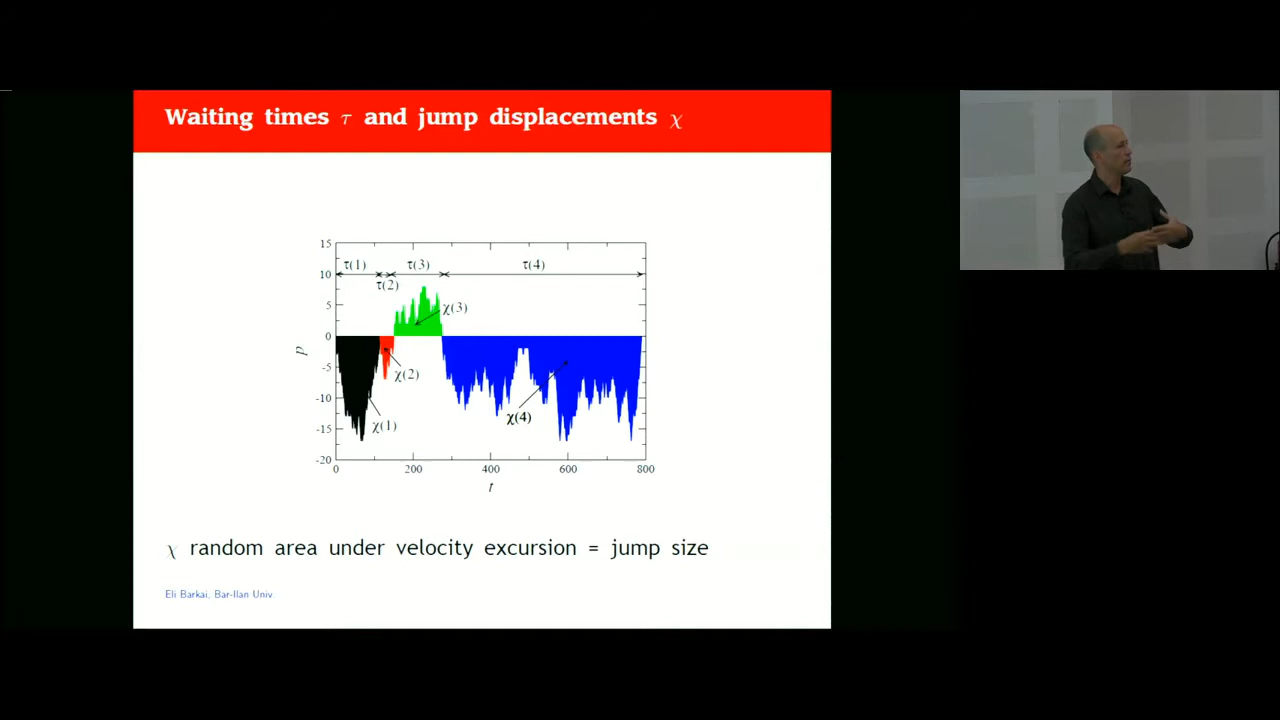 Waiting times τ and jump displacements χ
15
10
5
0
-5
-10
-15
-20
p
τ(1)
τ(2)
τ(3)
τ(4)
χ(3)
χ(2)
χ(1)
χ(4)
0 200 400 600 800
t
χ random area under velocity excursion = jump size
Eli Barkai, Bar-Ilan Univ.